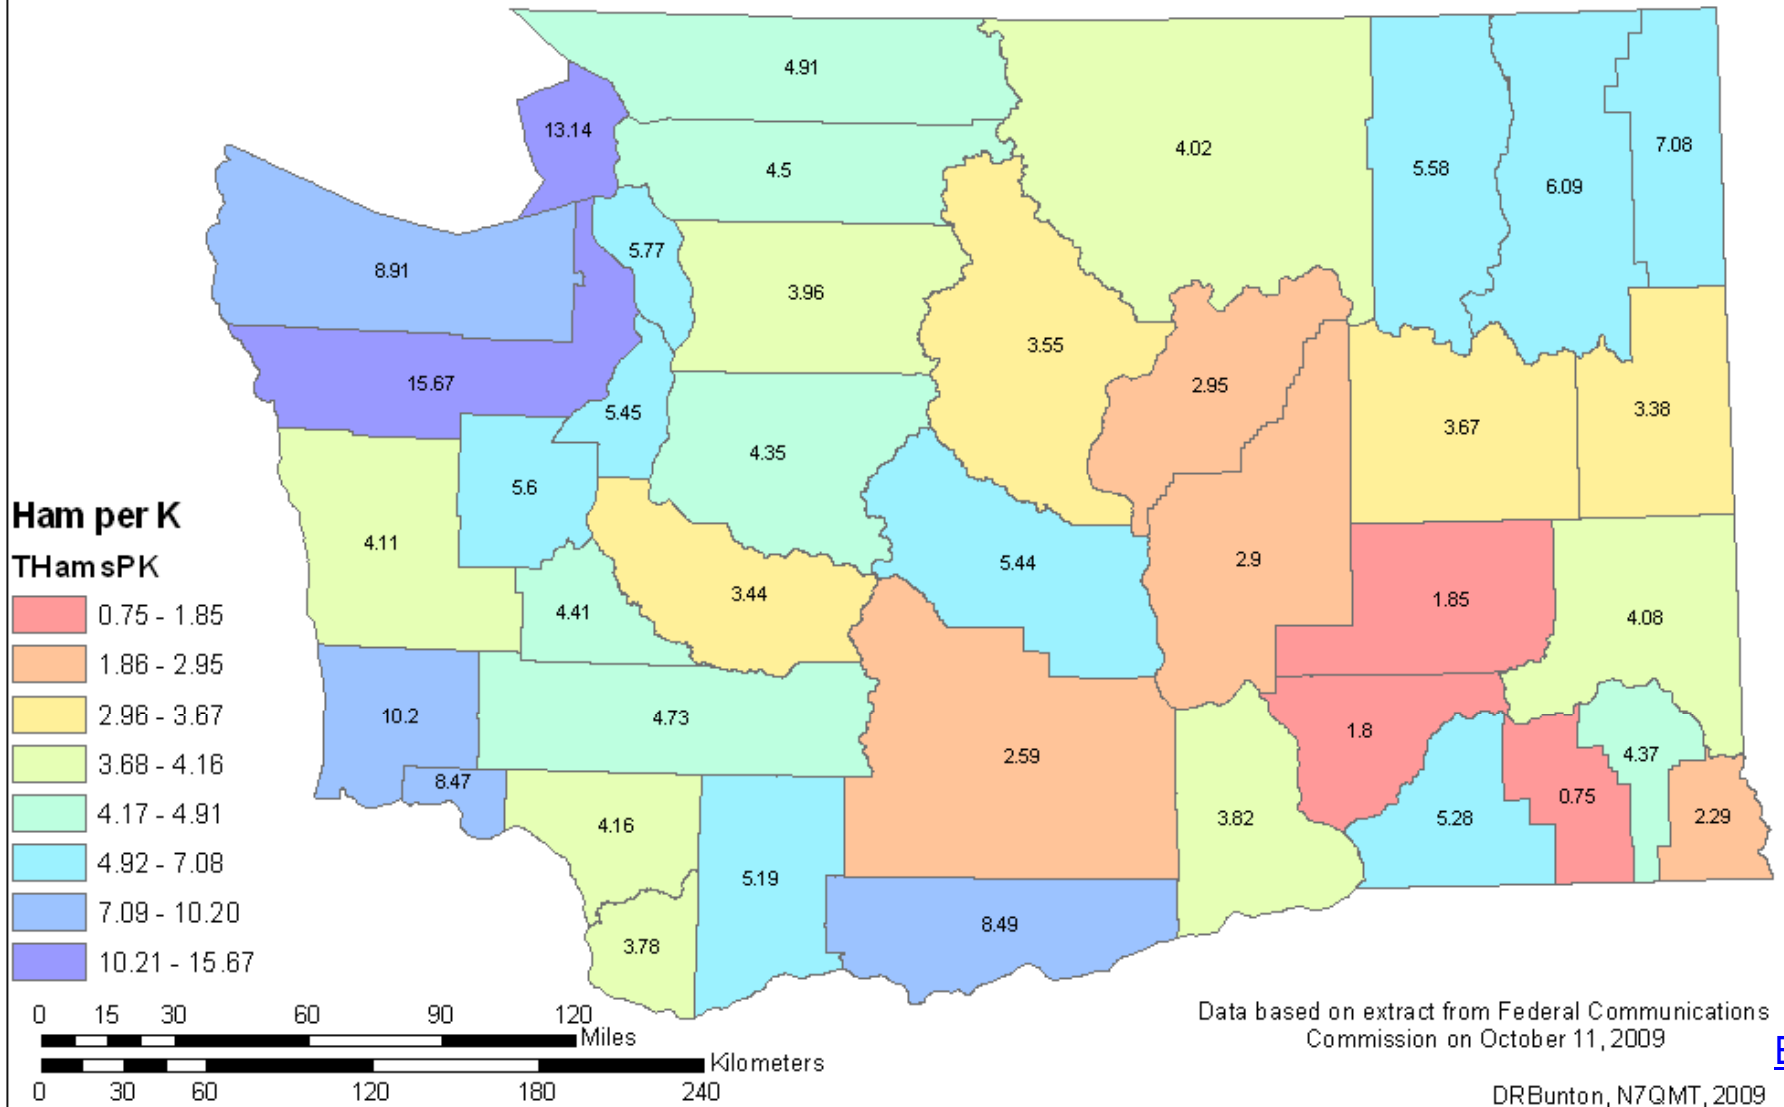 4.91
13.14
4.02
7.08
4.5
5.58
6.09
5.77
8.91
3.96
3.55
15.67
2.95
3.38
5.45
3.67
4.35
5.6
Ham per K
4.11
THamsPK
5.44
2.9
3.44
1.85
0.75 - 1.85
4.41
4.08
1.86 - 2.95
2.96 - 3.67
10.2
4.73
1.8
3.68 - 4.16
2.59
4.37
8.47
4.17 - 4.91
0.75
4.16
3.82
5.28
2.29
4.92 - 7.08
5.19
7.09 - 10.20
8.49
3.78
10.21 - 15.67
0 15 30 60 90 120
Miles
Kilometers
0 30 60 120 180 240
Data based on extract from Federal Communications
Commission on October 11, 2009
DRBunton, N7QMT, 2009